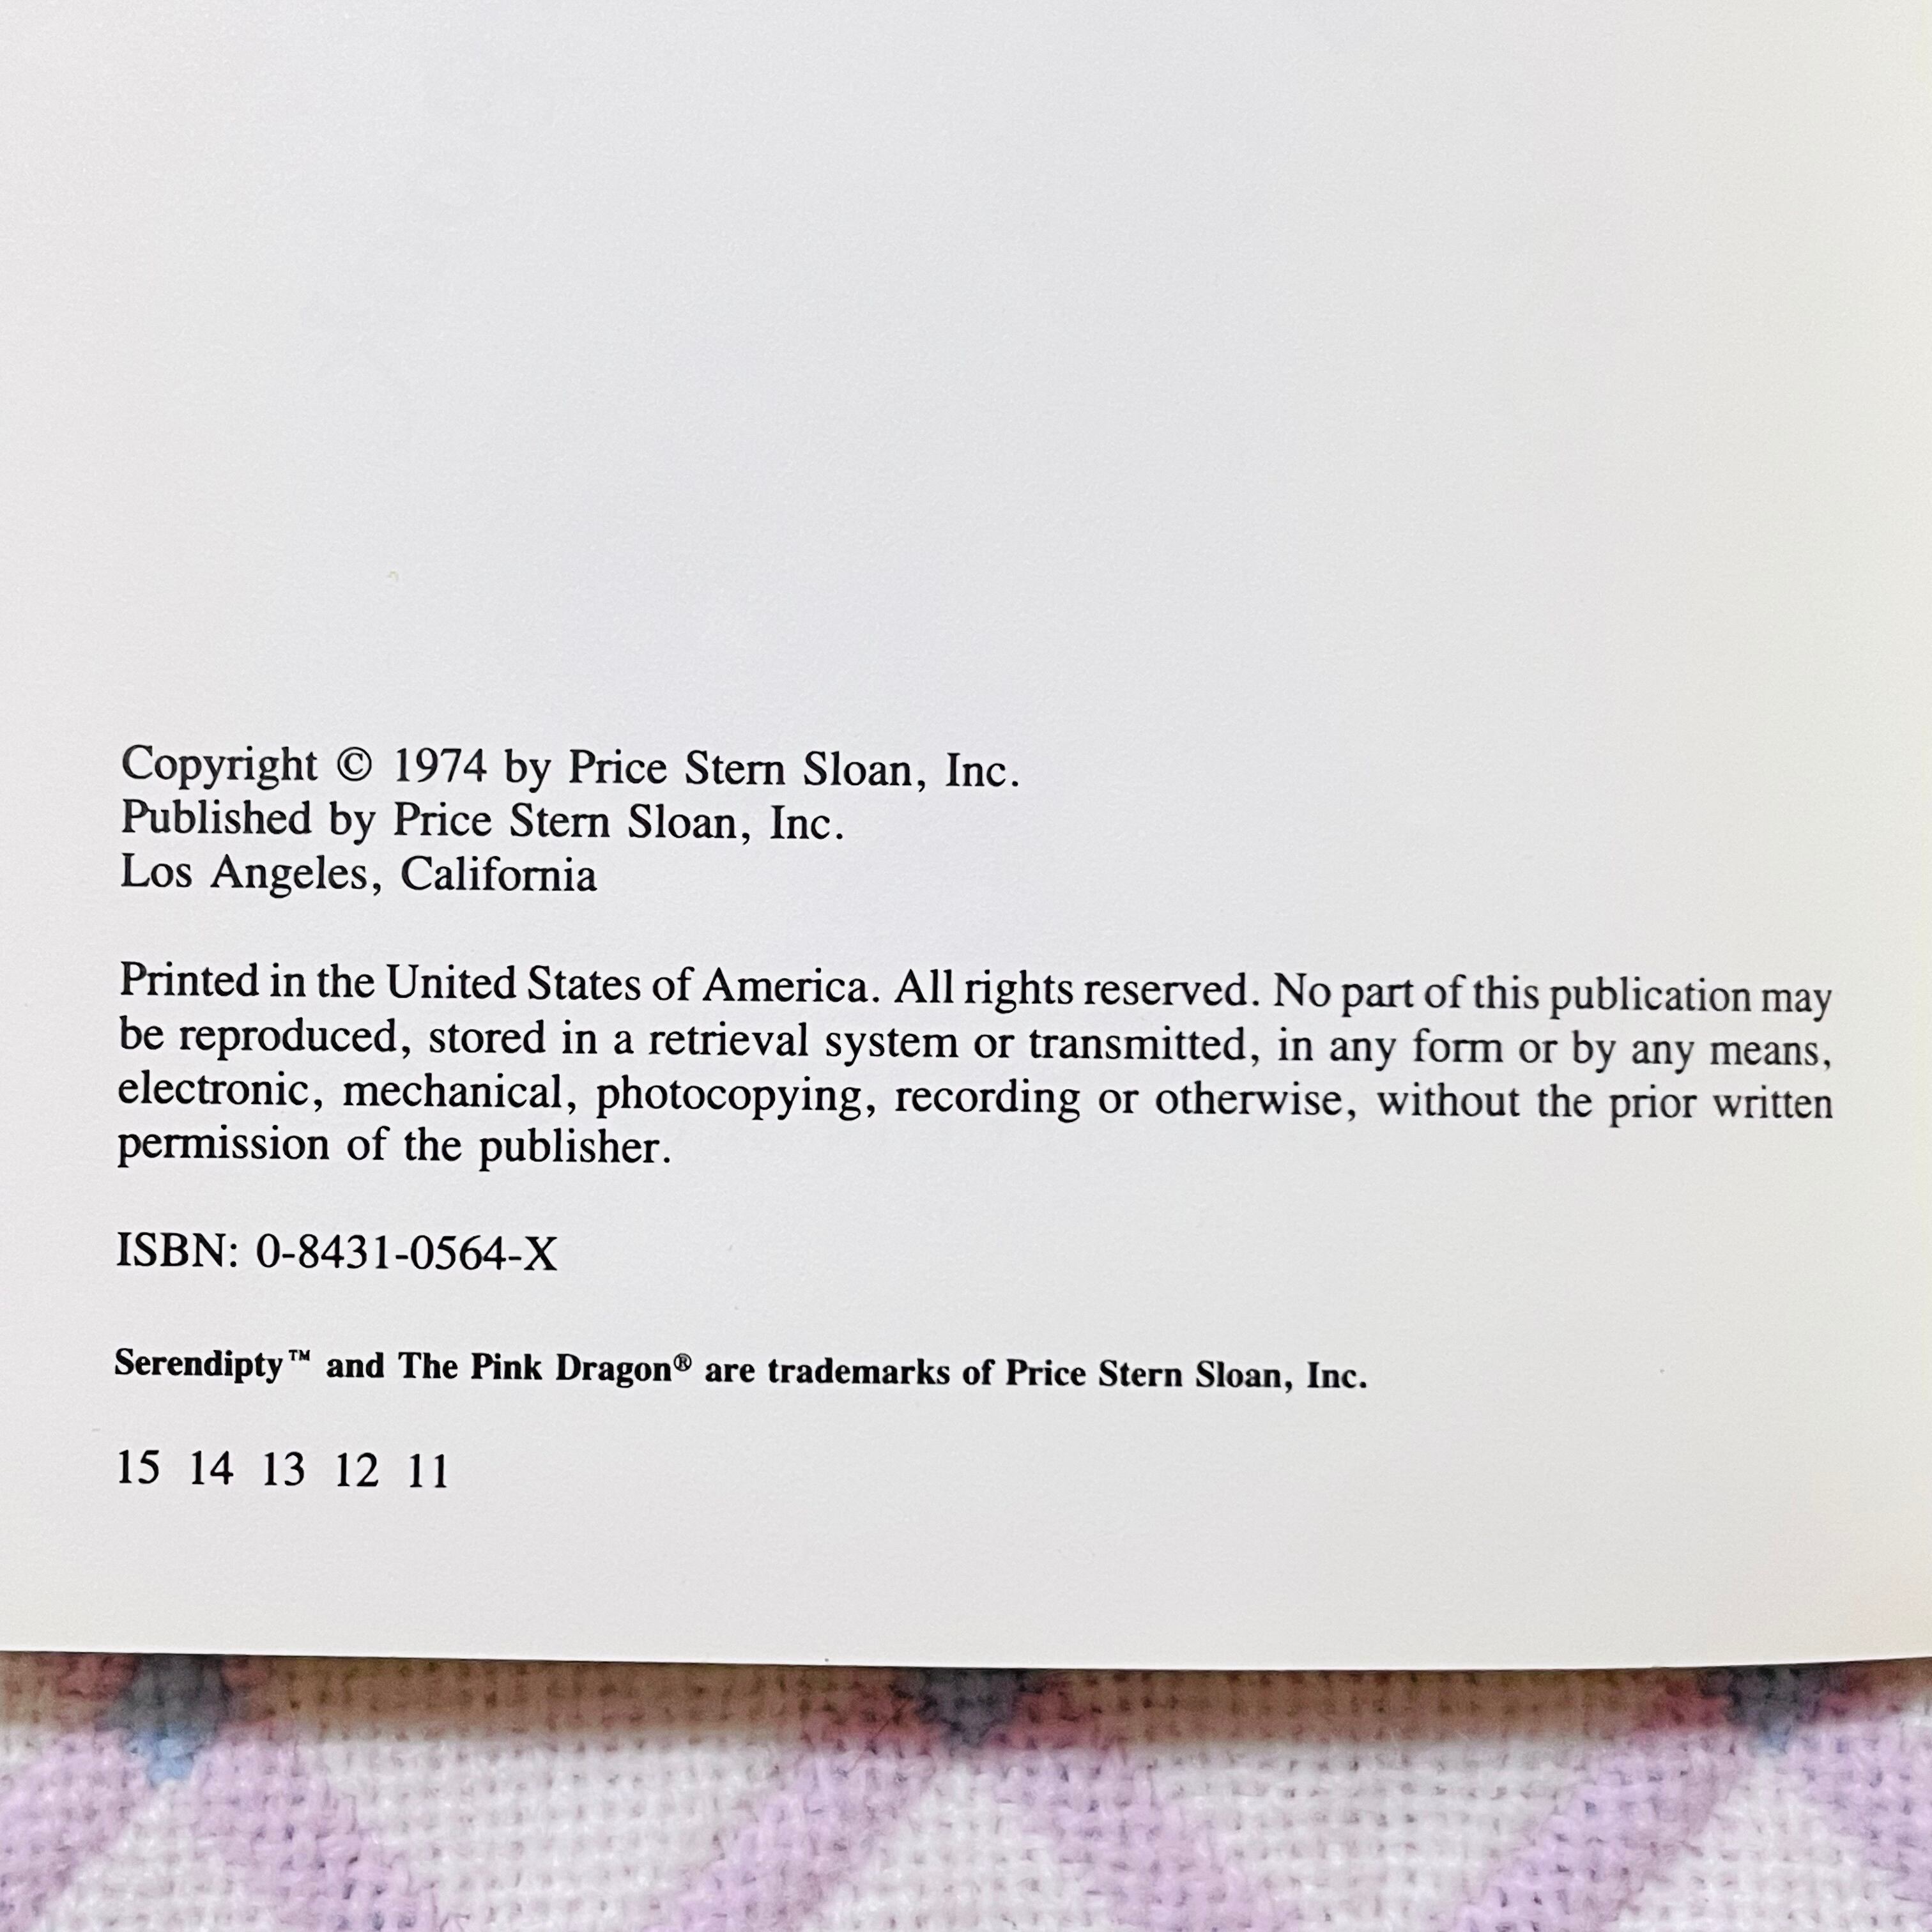 Copyright © 1974 by Price Stern Sloan, Inc.
Published by Price Stern Sloan, Inc.
Los Angeles, California
Printed in the United States of America. All rights reserved. No part of this publication may
be reproduced, stored in a retrieval system or transmitted, in any form or by any means,
electronic, mechanical, photocopying, recording or otherwise, without the prior written
permission of the publisher.
ISBN: 0-8431-0564-X
Serendipty™ and The Pink Dragon® are trademarks of Price Stern Sloan, Inc.
15 14 13 12 11